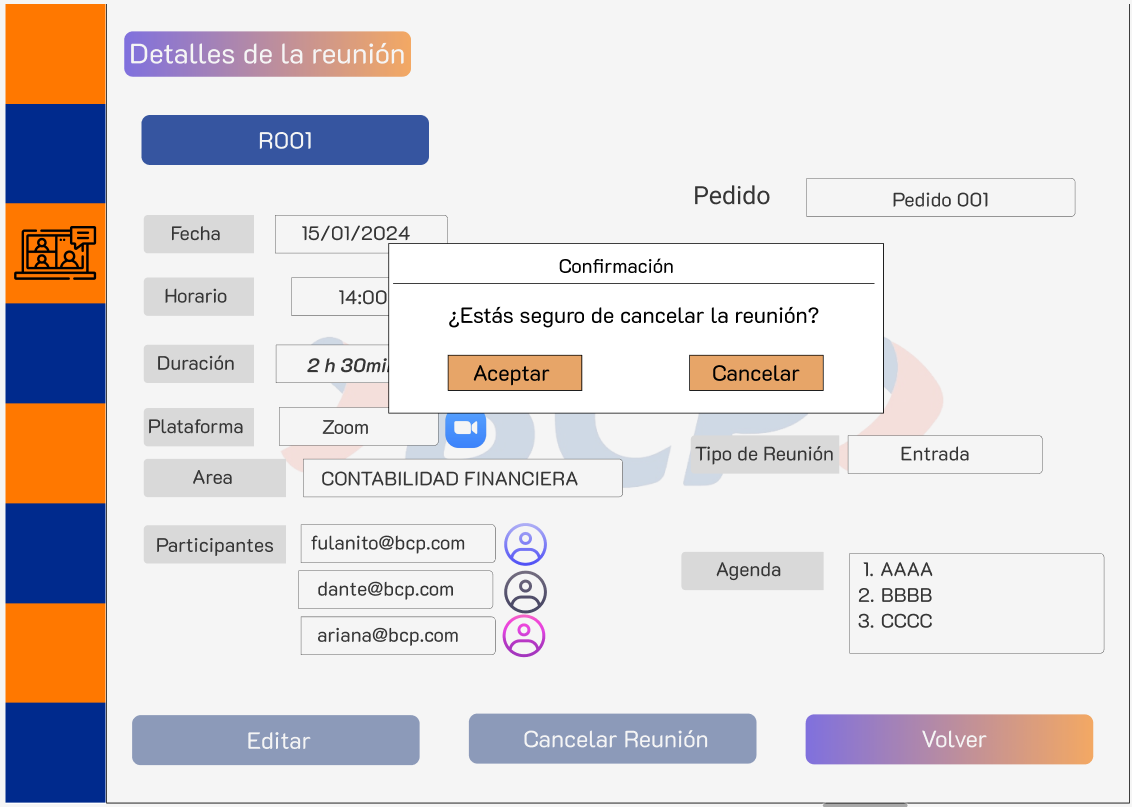 Detalles de la reunión
R001
Pedido
Pedido 001
Fecha
15/01/2024
Confirmación
¿Estás seguro de cancelar la reunión?
Aceptar
Cancelar
Horario
14:00
Duración
2 h 30mi
Plataforma
Zoom
BCP
Tipo de Reunión
Entrada
Area
CONTABILIDAD FINANCIERA
Participantes
fulanito@bcp.com
dante@bcp.com
ariana@bcp.com
Agenda
1. AAAA
2. BBBB
3. CCCC
Editar
Cancelar Reunión
Volver